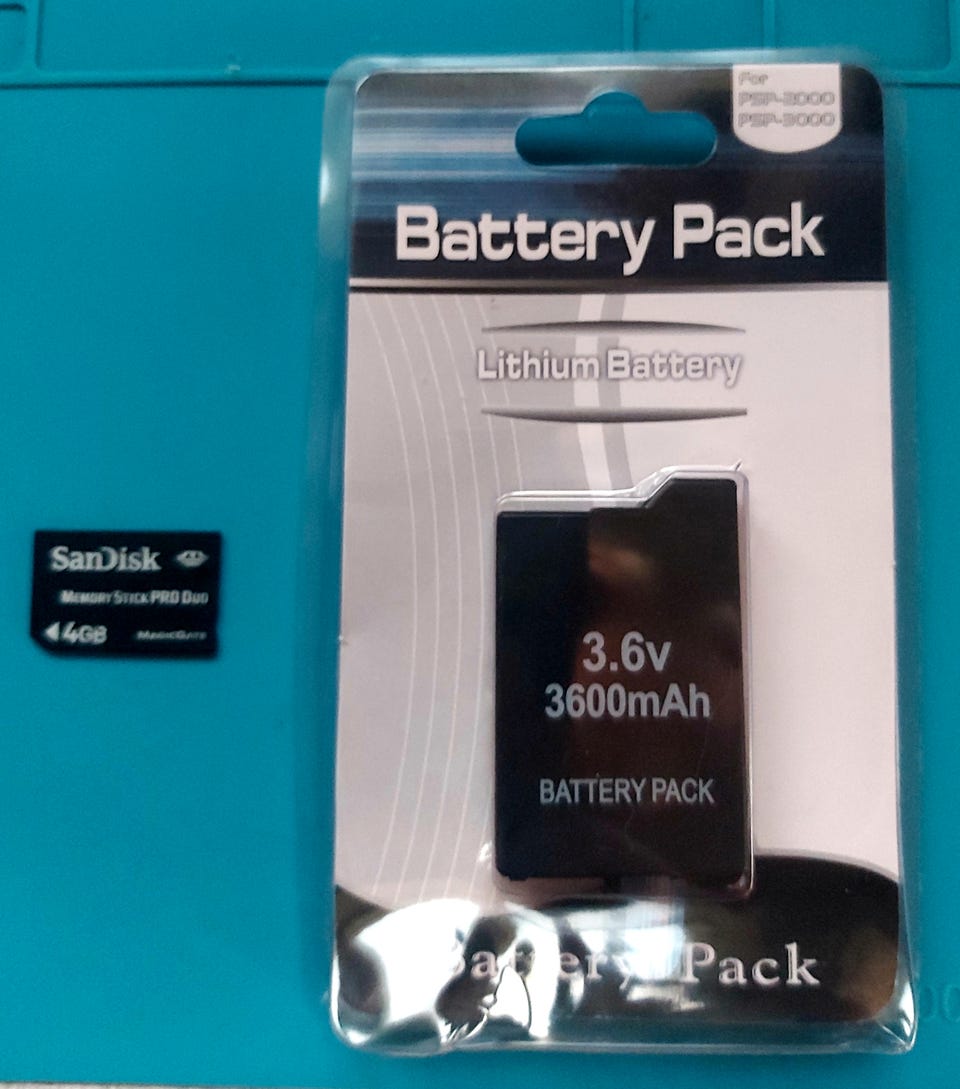 For
PSP-2000
PSP-3000
Battery Pack
Lithium Battery
SanDisk
MEMORY STICK PRO DUO
4GB MAGICGATE
3.6v
3600mAh
BATTERY PACK
Battery Pack